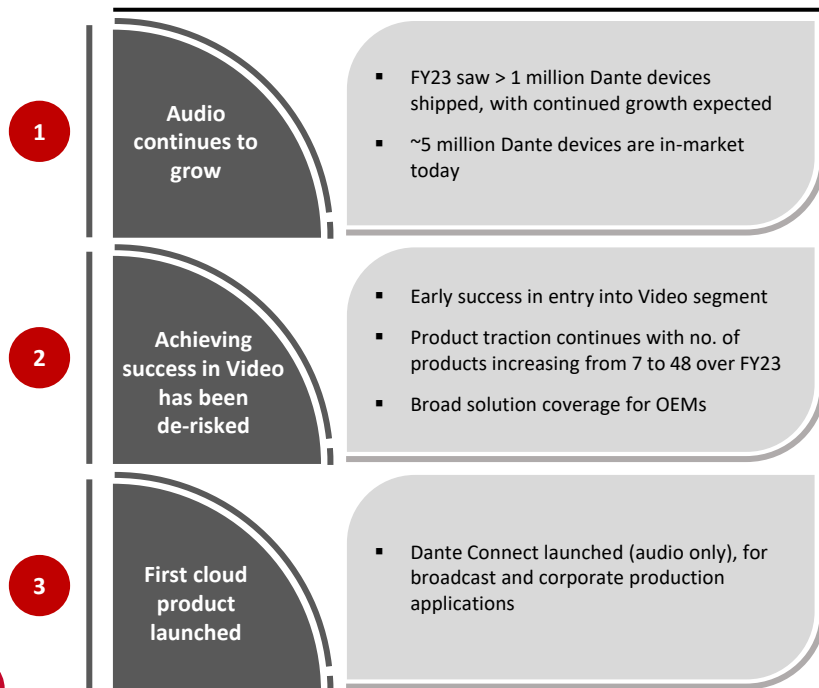 1
Audio
continues to
grow
▪ FY23 saw > 1 million Dante devices
shipped, with continued growth expected
▪ ~5 million Dante devices are in-market
today
2
Achieving
success in Video
has been
de-risked
▪ Early success in entry into Video segment
▪ Product traction continues with no. of
products increasing from 7 to 48 over FY23
▪ Broad solution coverage for OEMs
3
First cloud
product
launched
▪ Dante Connect launched (audio only), for
broadcast and corporate production
applications